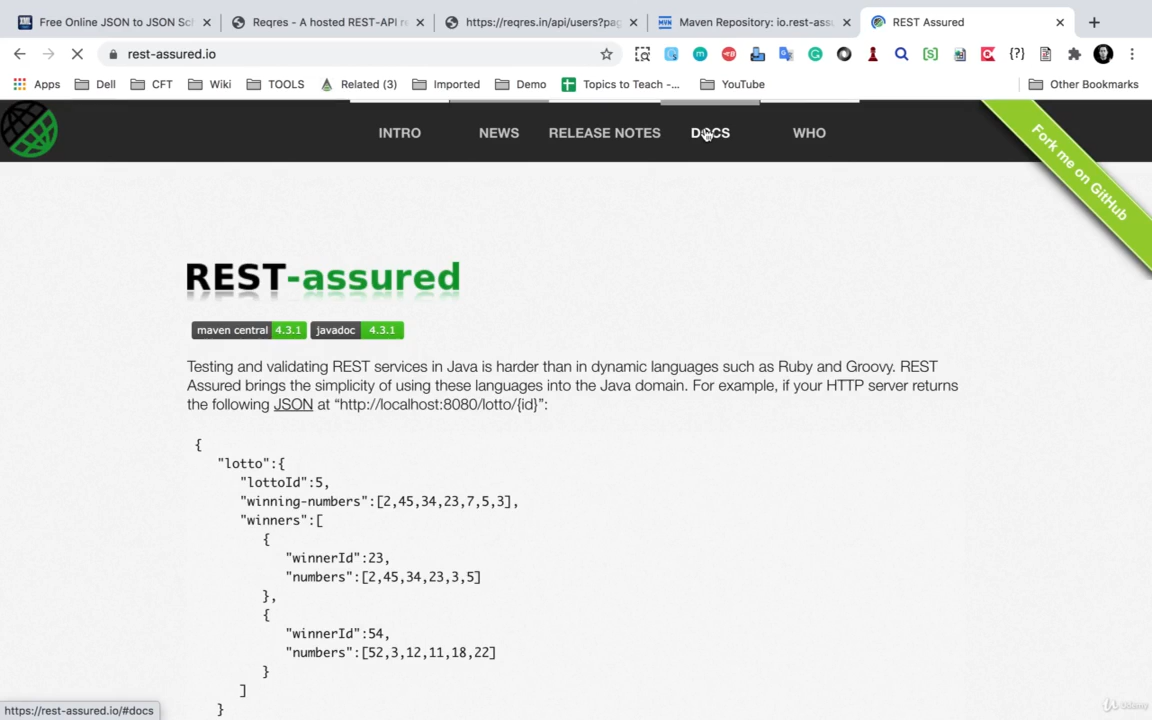 Free Online JSON to JSON Sch
Reqres - A hosted REST-API re
https://reqres.in/api/users?pag
Maven Repository: io.rest-assu
REST Assured
rest-assured.io
Apps
Dell
CFT
Wiki
TOOLS
Related (3)
Imported
Demo
Topics to Teach -...
YouTube
Other Bookmarks
INTRO
NEWS
RELEASE NOTES
DOCS
WHO
Fork me on GitHub
REST-assured
maven central 4.3.1
javadoc 4.3.1
Testing and validating REST services in Java is harder than in dynamic languages such as Ruby and Groovy. REST
Assured brings the simplicity of using these languages into the Java domain. For example, if your HTTP server returns
the following JSON at “http://localhost:8080/lotto/{id}”:
{
"lotto":{
"lottoId":5,
"winning-numbers":[2,45,34,23,7,5,3],
"winners":[
{
"winnerId":23,
"numbers":[2,45,34,23,3,5]
},
{
"winnerId":54,
"numbers":[52,3,12,11,18,22]
}
]
}
https://rest-assured.io/#docs
Udemy